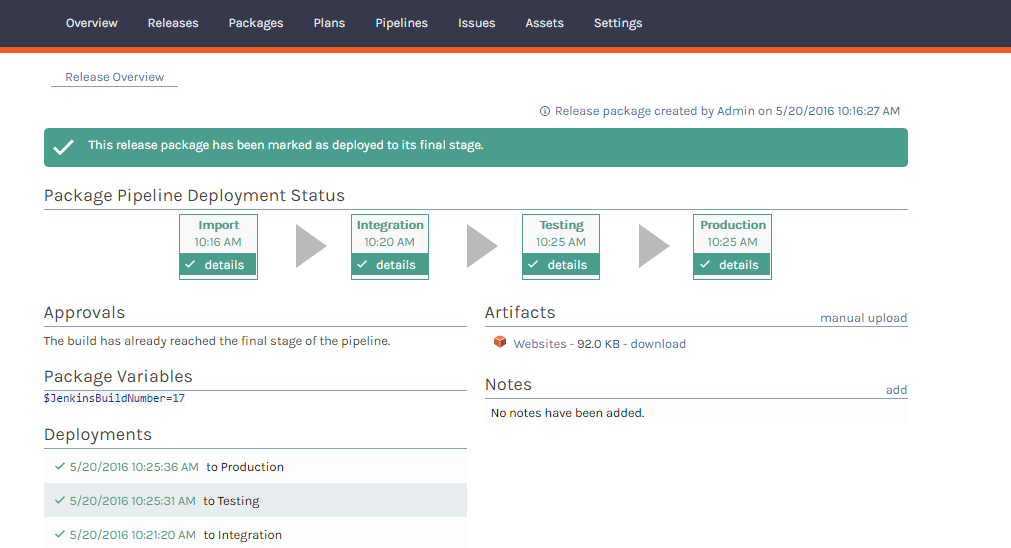 Overview Releases Packages Plans Pipelines Issues Assets Settings
Release Overview
Release package created by Admin on 5/20/2016 10:16:27 AM
This release package has been marked as deployed to its final stage.
Package Pipeline Deployment Status
Import Integration Testing Production
10:16 AM 10:20 AM 10:25 AM 10:25 AM
details details details details
Approvals
The build has already reached the final stage of the pipeline.
Package Variables
$JenkinsBuildNumber=17
Deployments
5/20/2016 10:25:36 AM to Production
5/20/2016 10:25:31 AM to Testing
5/20/2016 10:21:20 AM to Integration
Artifacts manual upload
Websites - 92.0 KB - download
Notes add
No notes have been added.